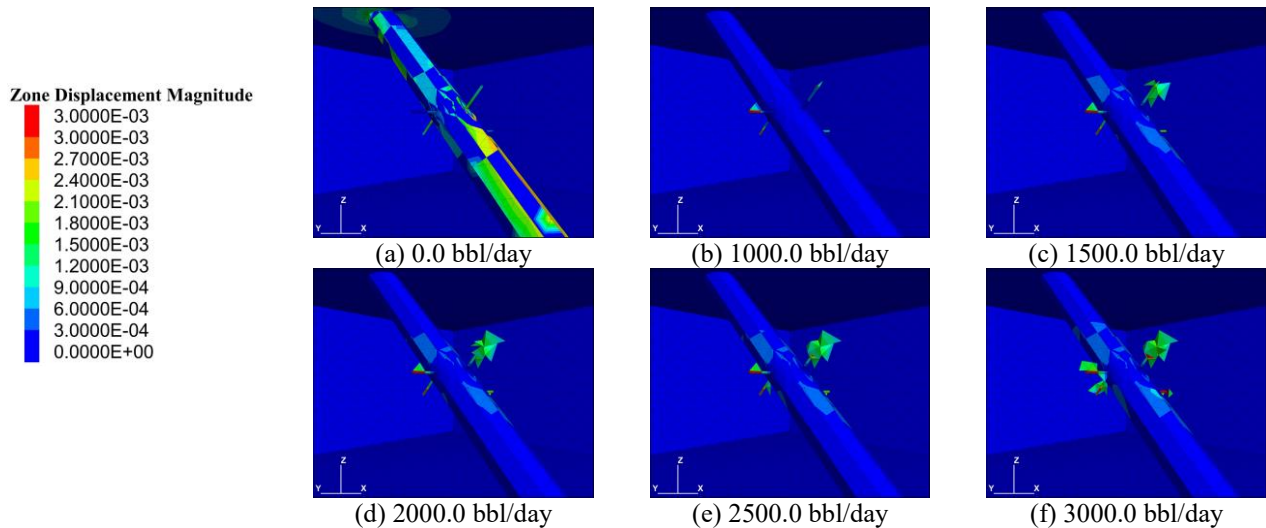 Zone Displacement Magnitude
3.0000E-03
3.0000E-03
2.7000E-03
2.4000E-03
2.1000E-03
1.8000E-03
1.5000E-03
1.2000E-03
9.0000E-04
6.0000E-04
3.0000E-04
0.0000E+00
Z
Y X
Z
Y X
Z
Y X
(a) 0.0 bbl/day (b) 1000.0 bbl/day (c) 1500.0 bbl/day
Z
Y X
Z
Y X
Z
Y X
(d) 2000.0 bbl/day (e) 2500.0 bbl/day (f) 3000.0 bbl/day